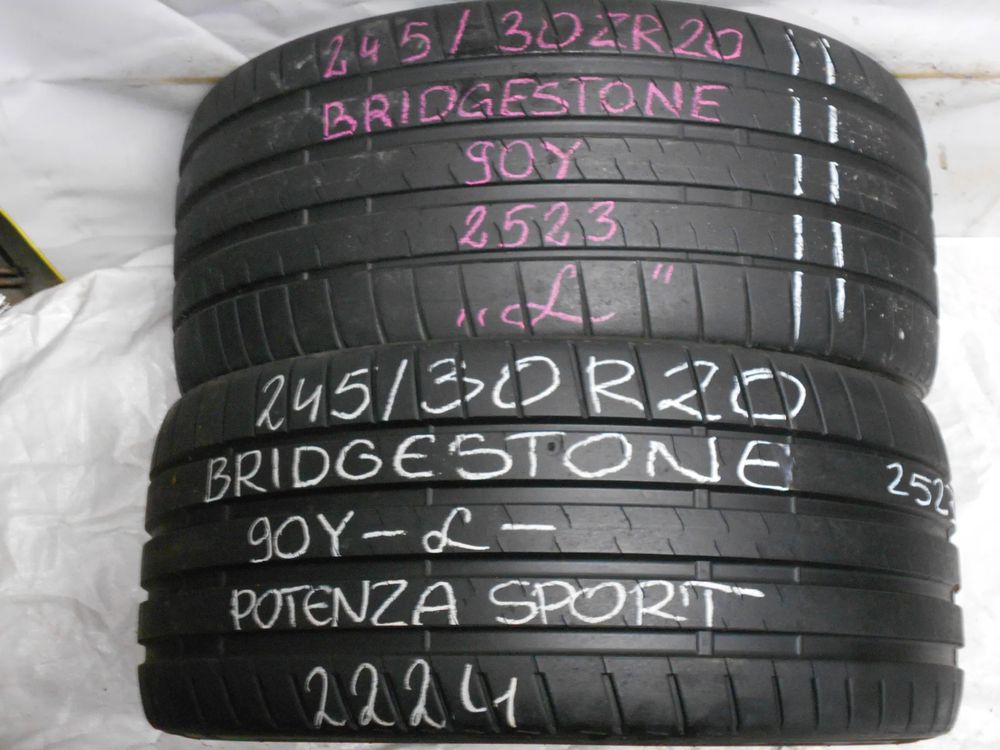 245/30ZR20
BRIDGESTONE
90Y
2523
„L"
245/30R20
BRIDGESTONE
2523
90Y-L-
POTENZA SPORT
2224